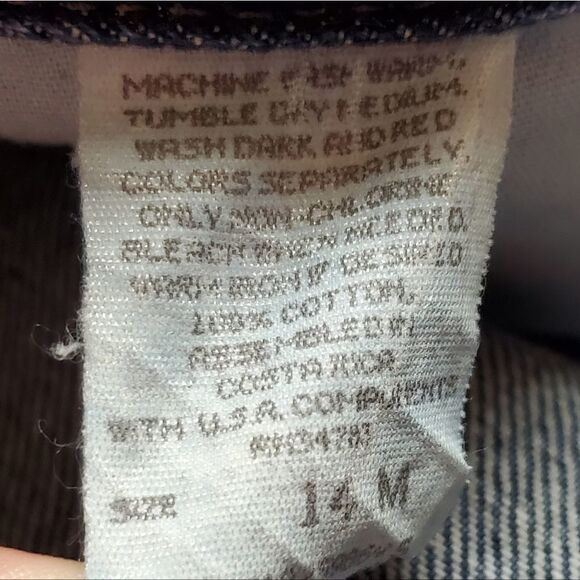 MACHINE WASH WARM,
TUMBLE DRY MEDIUM.
WASH DARK AND RED
COLORS SEPARATELY.
ONLY NON-CHLORINE
BLEACH WHEN NEEDED.
WARM IRON IF DESIRED
100% COTTON.
ASSEMBLED IN
COSTA RICA
WITH U.S.A. COMPONENTS
SIZE 14 M